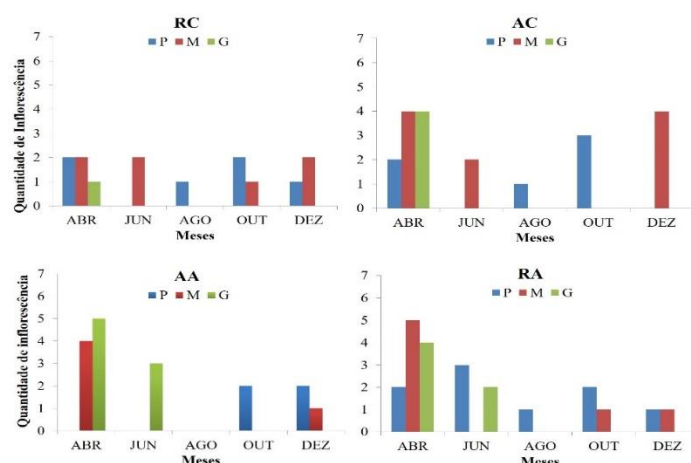 RC
P M G
Quantidade de Inflorescência
7
6
5
4
3
2
1
0
ABR JUN AGO OUT DEZ
Meses
AC
P M G
7
6
5
4
3
2
1
0
ABR JUN AGO OUT DEZ
Meses
AA
P M G
Quantidade de inflorescência
7
6
5
4
3
2
1
0
ABR JUN AGO OUT DEZ
Meses
RA
P M G
7
6
5
4
3
2
1
0
ABR JUN AGO OUT DEZ
Meses